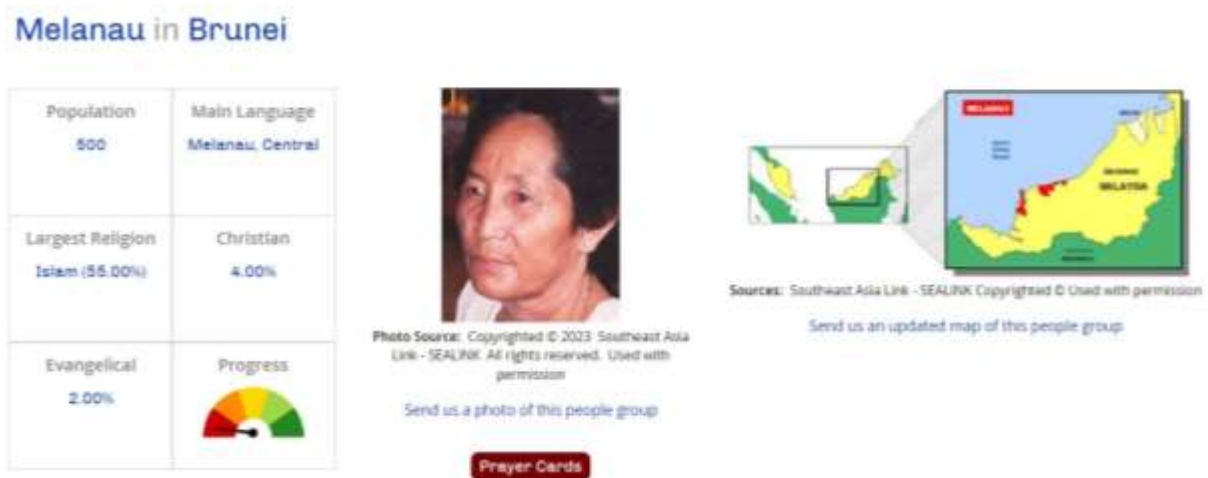 Melanau in Brunei
Population
500
Main Language
Melanau, Central
Largest Religion
Islam (55.00%)
Christian
4.00%
Evangelical
2.00%
Progress
Photo Source: Copyrighted © 2023 Southeast Asia
Link - SEALINK All rights reserved. Used with
permission
Send us a photo of this people group
Prayer Cards
MELANAU
MALAYSIA
Sources: Southeast Asia Link - SEALINK Copyrighted © Used with permission
Send us an updated map of this people group